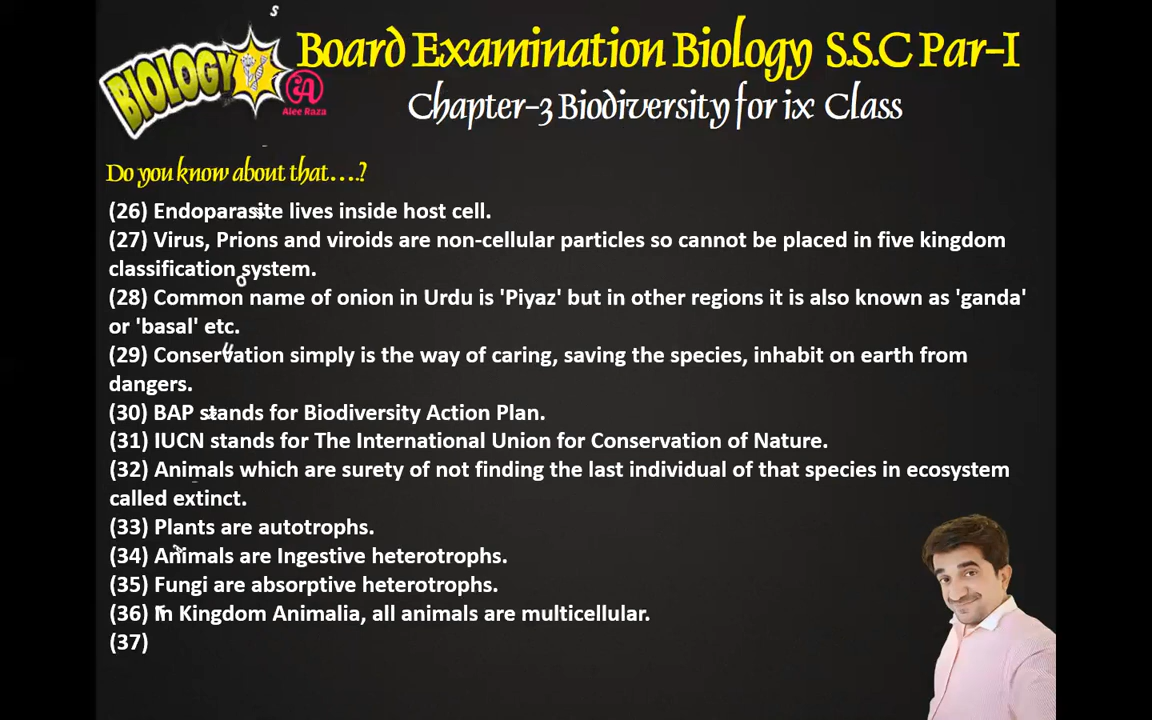 BIOLOGY
Alee Raza
Board Examination Biology S.S.C Par-I
Chapter-3 Biodiversity for ix Class
Do you know about that….?
(26) Endoparasite lives inside host cell.
(27) Virus, Prions and viroids are non-cellular particles so cannot be placed in five kingdom
classification system.
(28) Common name of onion in Urdu is 'Piyaz' but in other regions it is also known as 'ganda'
or 'basal' etc.
(29) Conservation simply is the way of caring, saving the species, inhabit on earth from
dangers.
(30) BAP stands for Biodiversity Action Plan.
(31) IUCN stands for The International Union for Conservation of Nature.
(32) Animals which are surety of not finding the last individual of that species in ecosystem
called extinct.
(33) Plants are autotrophs.
(34) Animals are Ingestive heterotrophs.
(35) Fungi are absorptive heterotrophs.
(36) In Kingdom Animalia, all animals are multicellular.
(37)